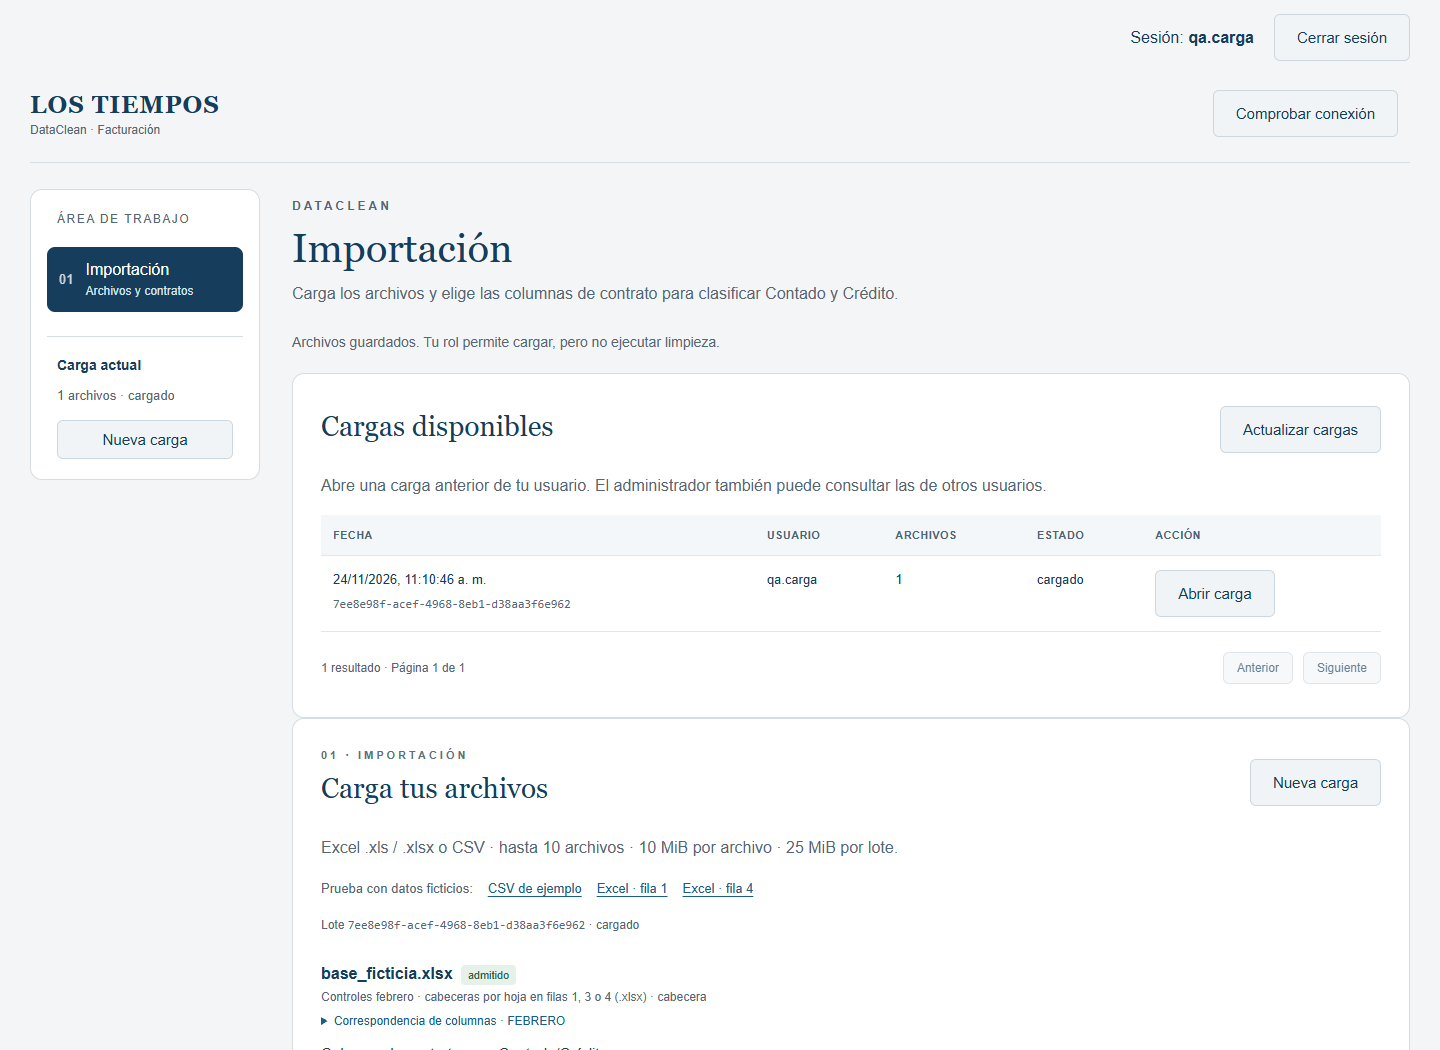 Sesión: qa.carga
Cerrar sesión
LOS TIEMPOS
DataClean · Facturación
Comprobar conexión
ÁREA DE TRABAJO
01
Importación
Archivos y contratos
Carga actual
1 archivos · cargado
Nueva carga
DATACLEAN
Importación
Carga los archivos y elige las columnas de contrato para clasificar Contado y Crédito.
Archivos guardados. Tu rol permite cargar, pero no ejecutar limpieza.
Cargas disponibles
Actualizar cargas
Abre una carga anterior de tu usuario. El administrador también puede consultar las de otros usuarios.
FECHA USUARIO ARCHIVOS ESTADO ACCIÓN
24/11/2026, 11:10:46 a. m. qa.carga 1 cargado Abrir carga
7ee8e98f-acef-4968-8eb1-d38aa3f6e962
1 resultado · Página 1 de 1
Anterior Siguiente
01 · IMPORTACIÓN
Carga tus archivos
Nueva carga
Excel .xls / .xlsx o CSV · hasta 10 archivos · 10 MiB por archivo · 25 MiB por lote.
Prueba con datos ficticios: CSV de ejemplo Excel · fila 1 Excel · fila 4
Lote 7ee8e98f-acef-4968-8eb1-d38aa3f6e962 · cargado
base_ficticia.xlsx admitido
Controles febrero · cabeceras por hoja en filas 1, 3 o 4 (.xlsx) · cabecera
Correspondencia de columnas · FEBRERO